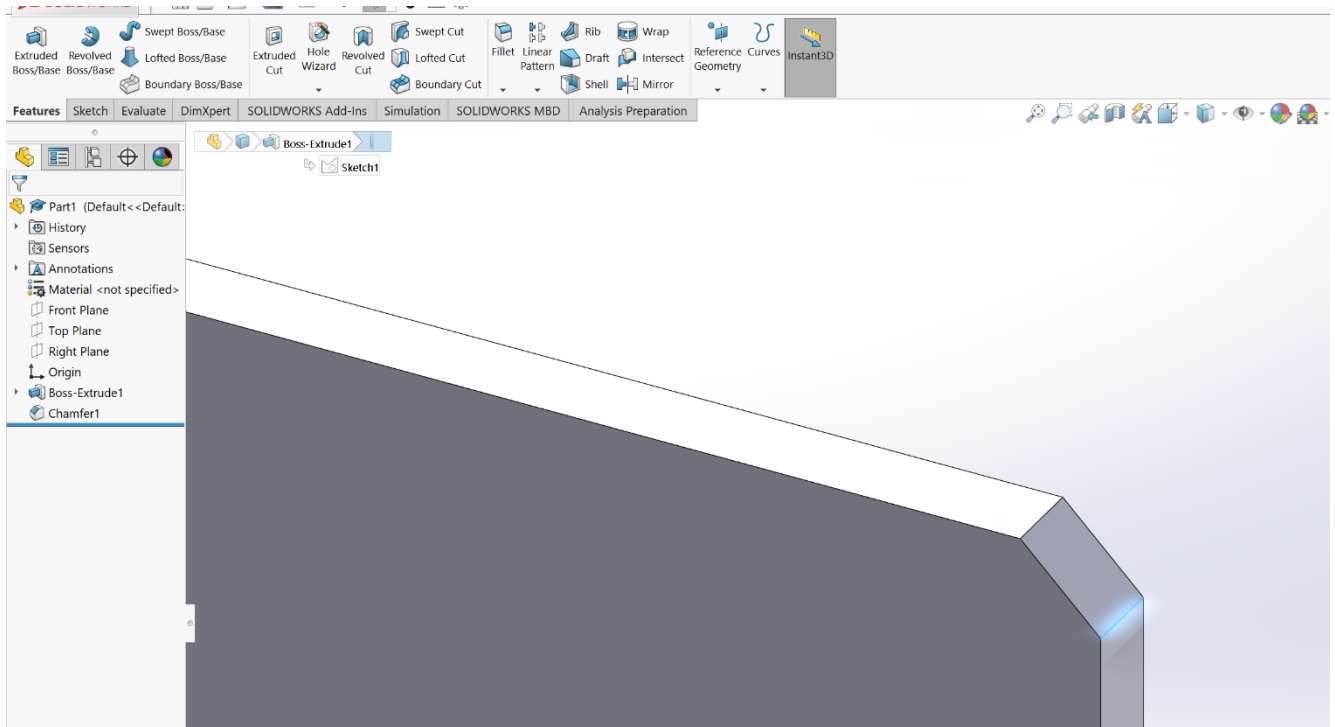 Extruded Boss/Base
Revolved Boss/Base
Swept Boss/Base
Lofted Boss/Base
Boundary Boss/Base
Extruded Cut
Hole Wizard
Revolved Cut
Swept Cut
Lofted Cut
Boundary Cut
Fillet
Linear Pattern
Rib
Draft
Shell
Wrap
Intersect
Mirror
Reference Geometry
Curves
Instant3D
Features Sketch Evaluate DimXpert SOLIDWORKS Add-Ins Simulation SOLIDWORKS MBD Analysis Preparation
Boss-Extrude1
Sketch1
Part1 (Default<<Default:
History
Sensors
Annotations
Material <not specified>
Front Plane
Top Plane
Right Plane
Origin
Boss-Extrude1
Chamfer1